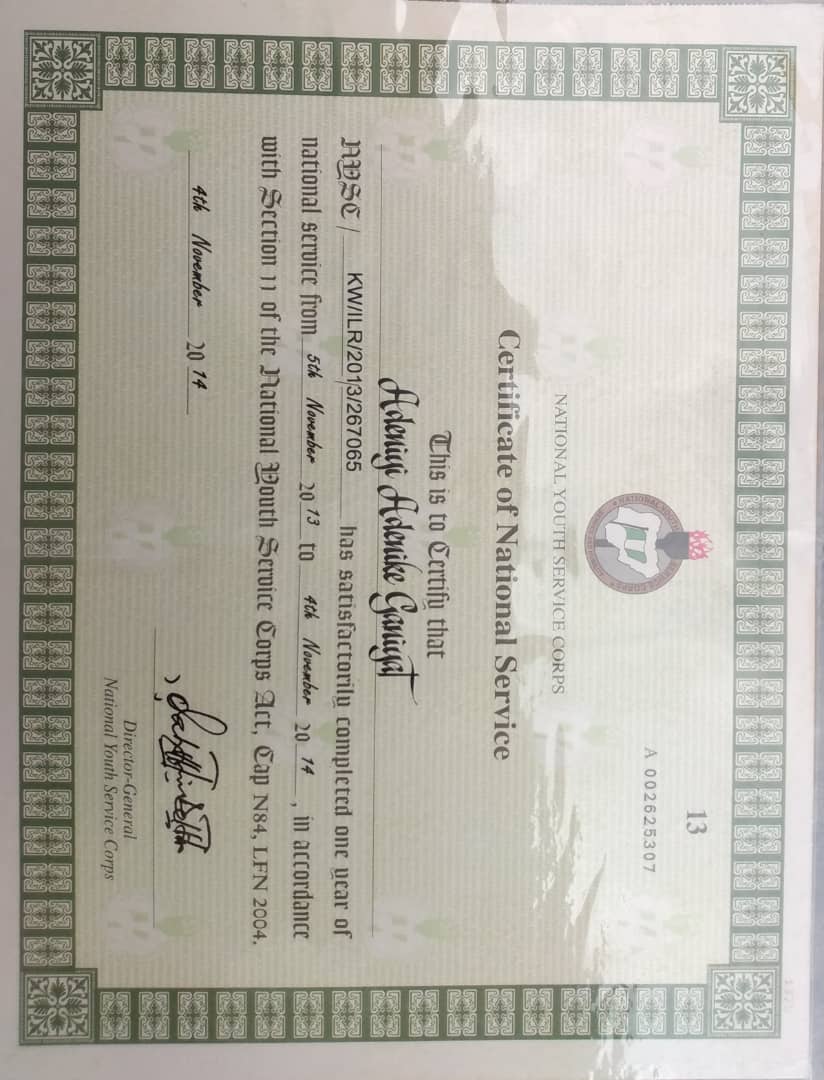 13
A 002625307
NATIONAL YOUTH SERVICE CORPS
Certificate of National Service
This is to Certify that
Adeniyi Adenike Ganiyat
NYSC / KW/ILR/2013/267065 has satisfactorily completed one year of
national service from 5th November 2013 to 4th November 2014, in accordance
with Section 11 of the National Youth Service Corps Act, Cap N84, LFN 2004.
4th November 2014
Director-General
National Youth Service Corps